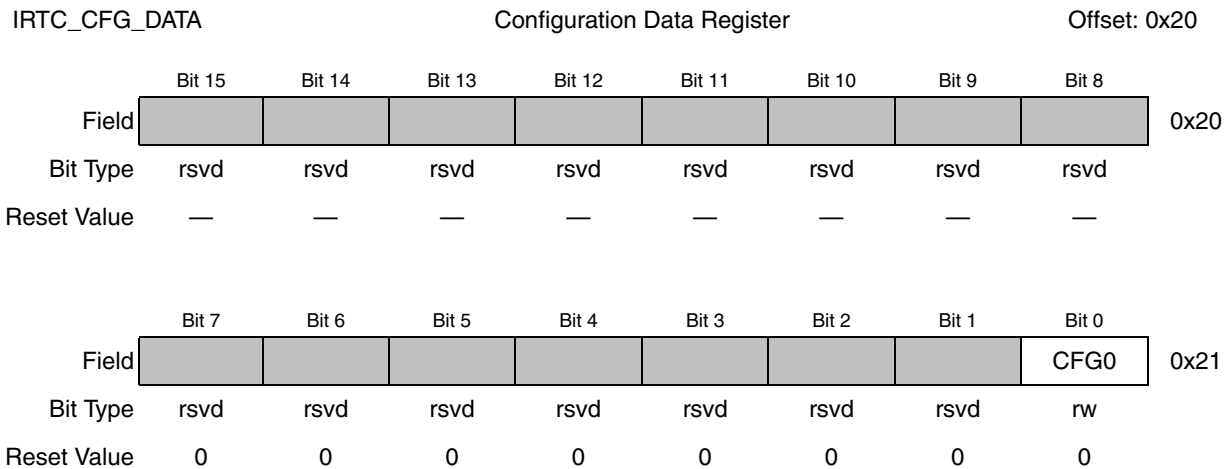 IRTC_CFG_DATA Configuration Data Register Offset: 0x20
Bit 15 Bit 14 Bit 13 Bit 12 Bit 11 Bit 10 Bit 9 Bit 8
Field 0x20
Bit Type rsvd rsvd rsvd rsvd rsvd rsvd rsvd rsvd
Reset Value — — — — — — — —
Bit 7 Bit 6 Bit 5 Bit 4 Bit 3 Bit 2 Bit 1 Bit 0
Field CFG0 0x21
Bit Type rsvd rsvd rsvd rsvd rsvd rsvd rsvd rw
Reset Value 0 0 0 0 0 0 0 0